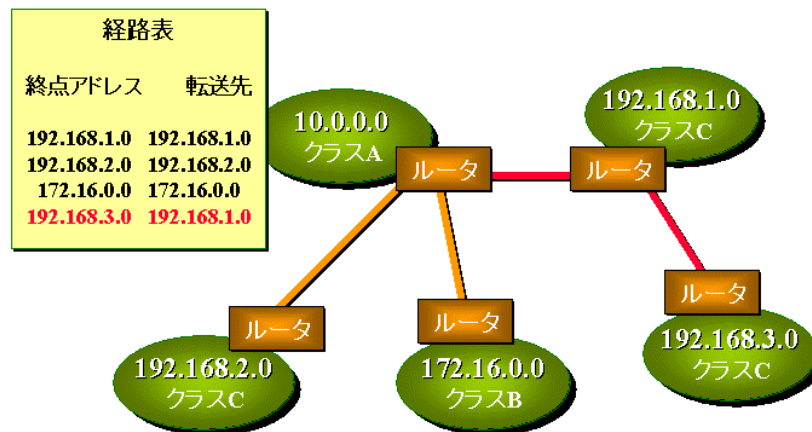 経路表
終点アドレス 転送先
192.168.1.0 192.168.1.0
192.168.2.0 192.168.2.0
172.16.0.0 172.16.0.0
192.168.3.0 192.168.1.0
10.0.0.0
クラスA
ルータ
192.168.1.0
クラスC
ルータ
ルータ
192.168.2.0
クラスC
ルータ
172.16.0.0
クラスB
ルータ
192.168.3.0
クラスC